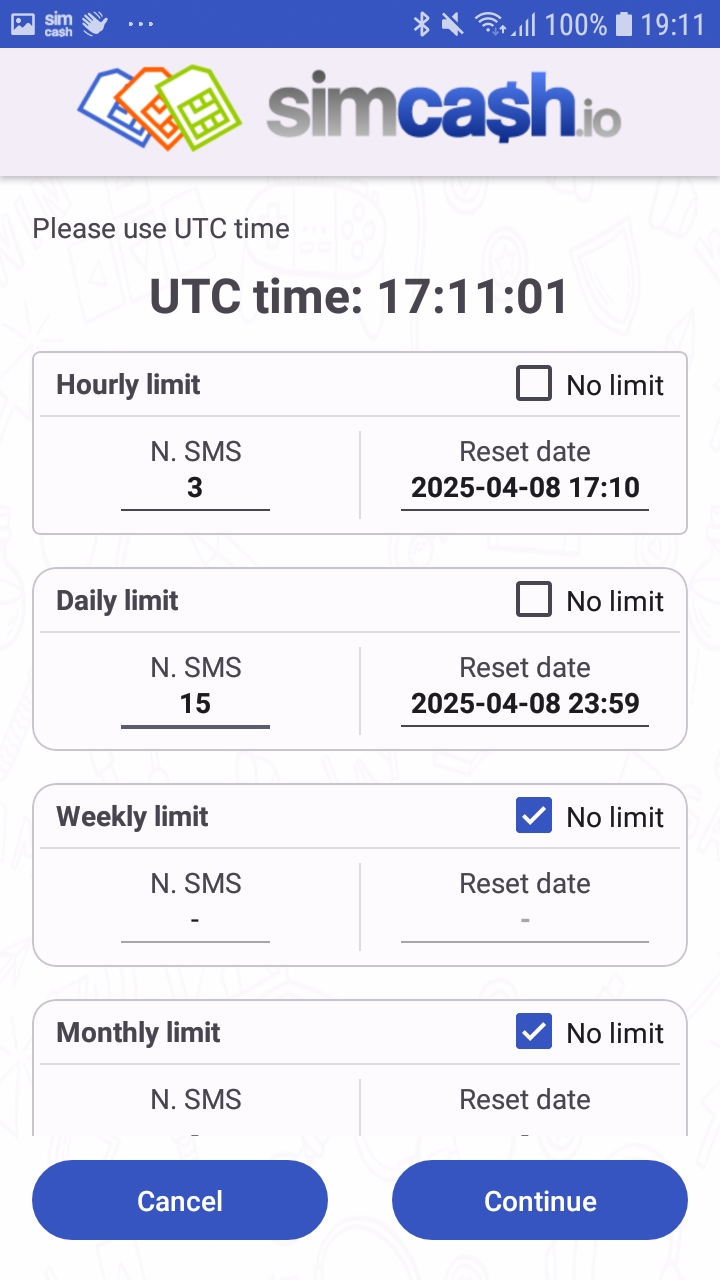 sim
cash
100% 19:11
simca$h.io
Please use UTC time
UTC time: 17:11:01
Hourly limit No limit
N. SMS Reset date
3 2025-04-08 17:10
Daily limit No limit
N. SMS Reset date
15 2025-04-08 23:59
Weekly limit No limit
N. SMS Reset date
- -
Monthly limit No limit
N. SMS Reset date
Cancel Continue